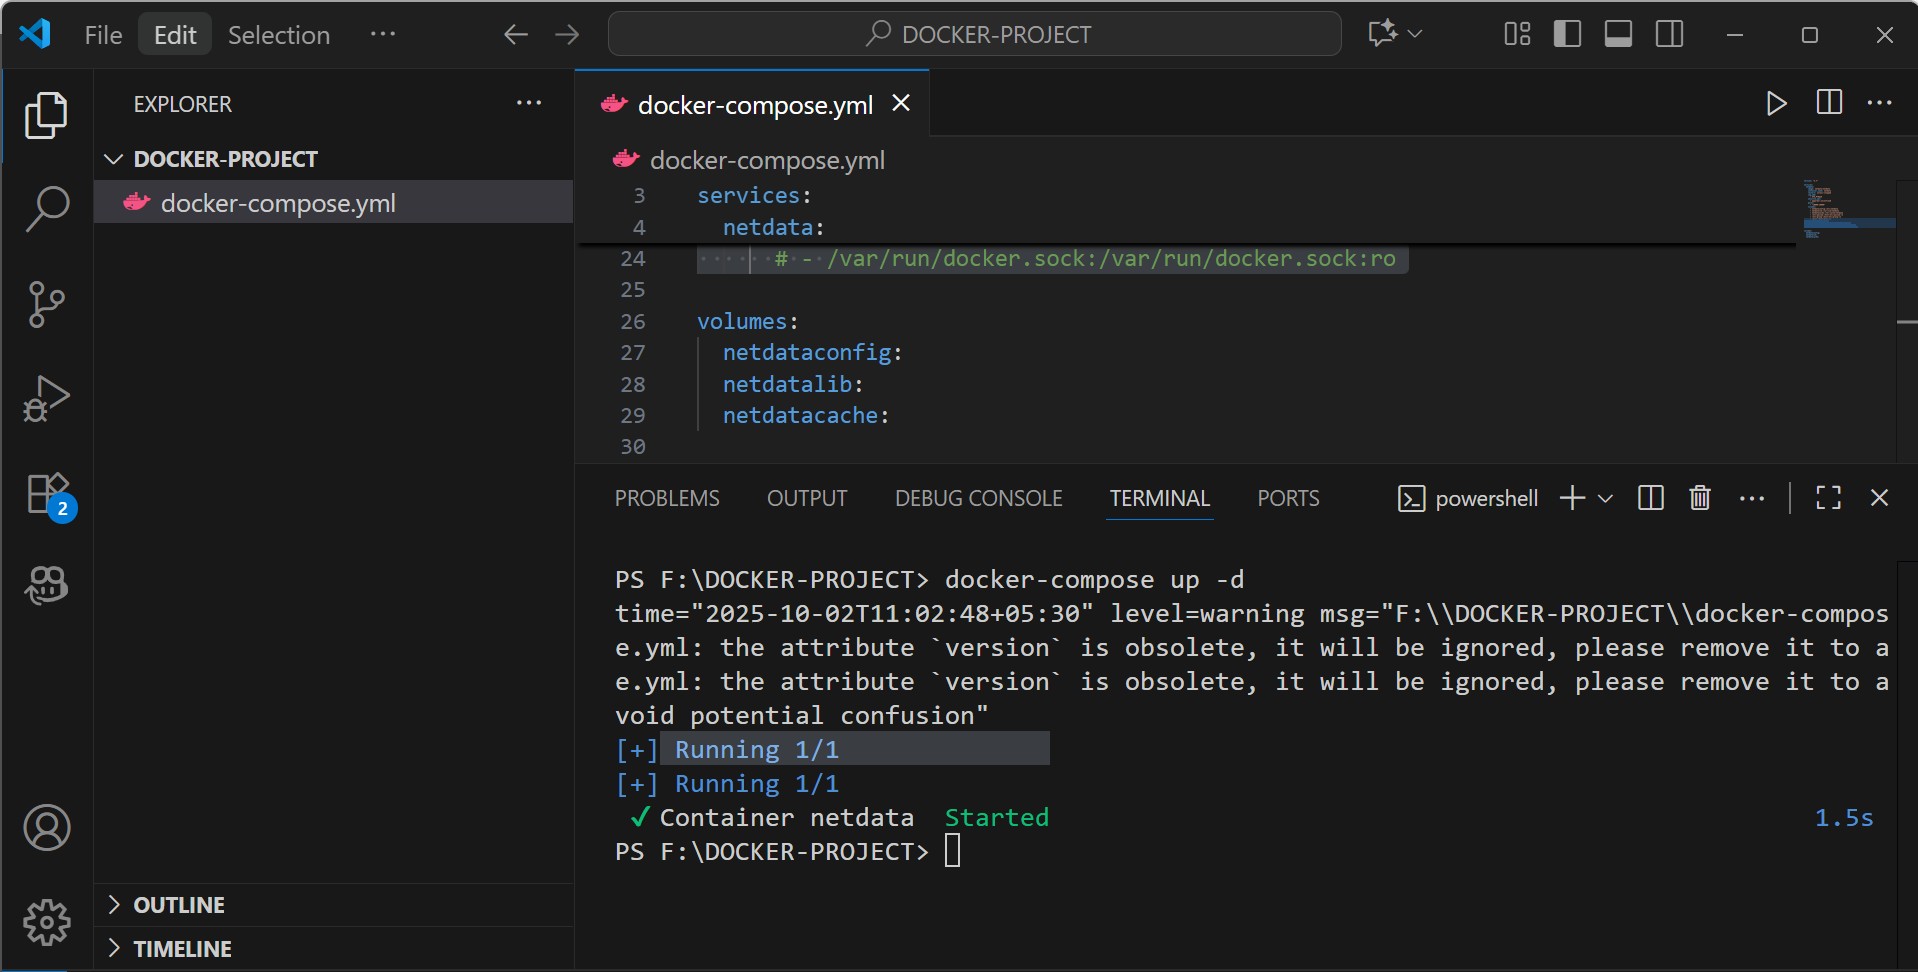 File Edit Selection ··· DOCKER-PROJECT
EXPLORER ···
DOCKER-PROJECT
docker-compose.yml
2
OUTLINE
TIMELINE
docker-compose.yml
docker-compose.yml
3 services:
4 netdata:
24 # - /var/run/docker.sock:/var/run/docker.sock:ro
25
26 volumes:
27 netdataconfig:
28 netdatalib:
29 netdatacache:
30
PROBLEMS OUTPUT DEBUG CONSOLE TERMINAL PORTS powershell
PS F:\DOCKER-PROJECT> docker-compose up -d
time="2025-10-02T11:02:48+05:30" level=warning msg="F:\\DOCKER-PROJECT\\docker-compos
e.yml: the attribute `version` is obsolete, it will be ignored, please remove it to a
e.yml: the attribute `version` is obsolete, it will be ignored, please remove it to a
void potential confusion"
[+] Running 1/1
[+] Running 1/1
✓ Container netdata Started 1.5s
PS F:\DOCKER-PROJECT>